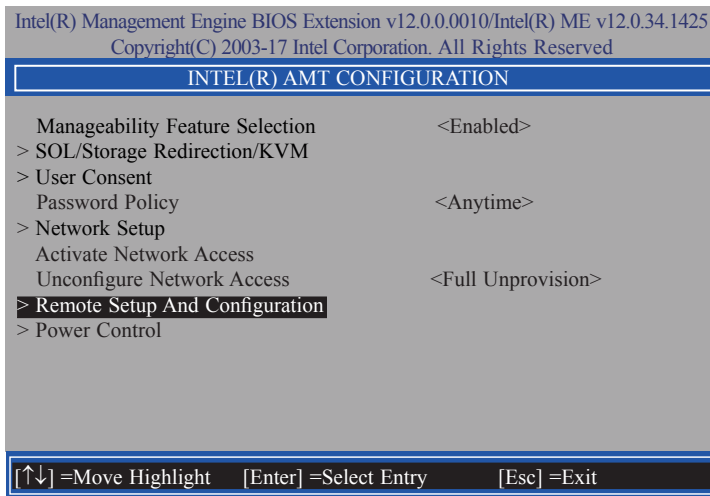 Intel(R) Management Engine BIOS Extension v12.0.0.0010/Intel(R) ME v12.0.34.1425
Copyright(C) 2003-17 Intel Corporation. All Rights Reserved
INTEL(R) AMT CONFIGURATION
Manageability Feature Selection <Enabled>
> SOL/Storage Redirection/KVM
> User Consent
Password Policy <Anytime>
> Network Setup
Activate Network Access
Unconfigure Network Access <Full Unprovision>
> Remote Setup And Configuration
> Power Control
[↑↓] =Move Highlight [Enter] =Select Entry [Esc] =Exit